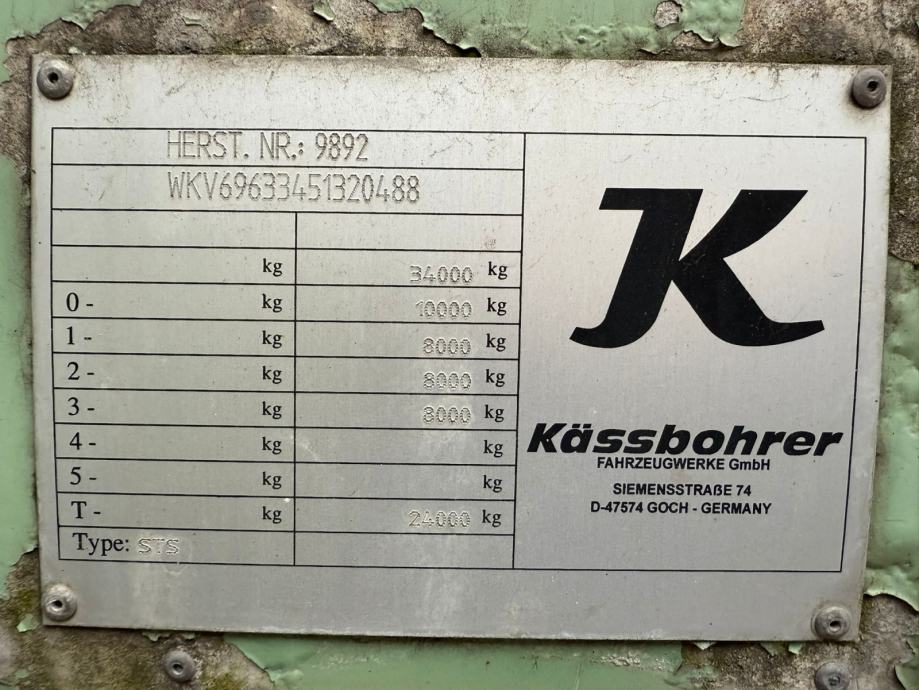 HERST. NR.: 9892
WKV69633451320488
kg 34000 kg
0 - kg 10000 kg
1 - kg 8000 kg
2 - kg 8000 kg
3 - kg 8000 kg
4 - kg kg
5 - kg kg
T - kg 24000 kg
Type: STS
K
Kässbohrer
FAHRZEUGWERKE GmbH
SIEMENSSTRAßE 74
D-47574 GOCH - GERMANY